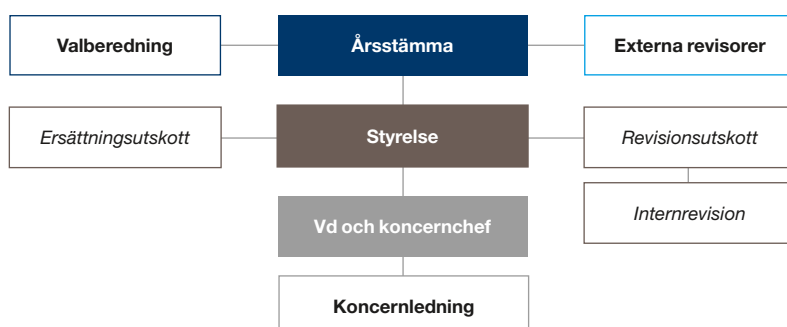 Valberedning
Årsstämma
Externa revisorer
Ersättningsutskott
Styrelse
Revisionsutskott
Vd och koncernchef
Internrevision
Koncernledning